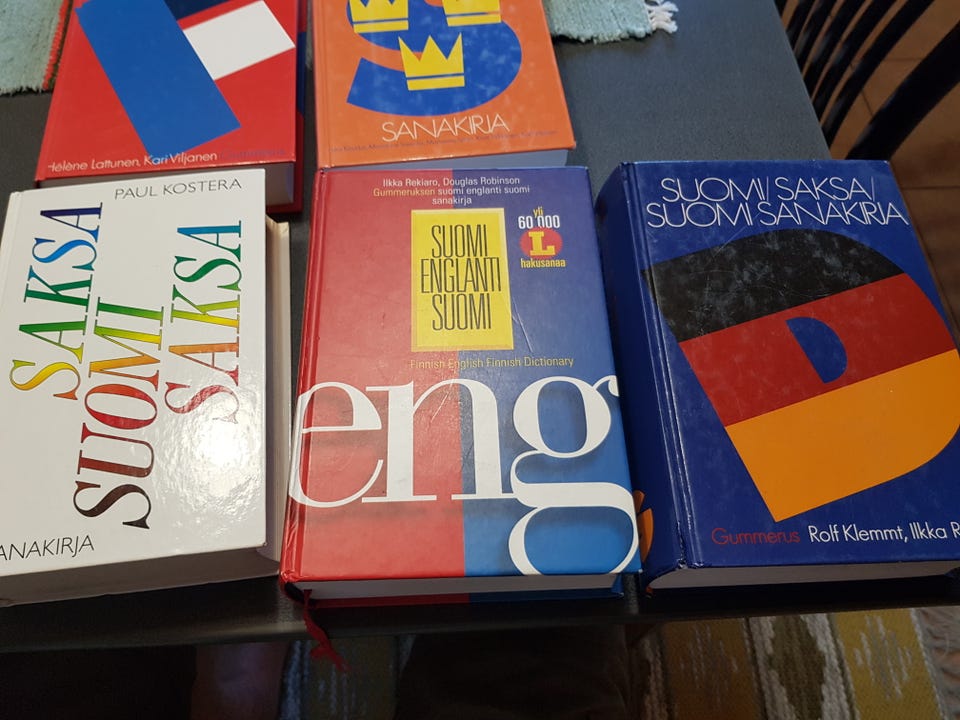 Hélène Lattunen, Kari Viljanen
SANAKIRJA
PAUL KOSTERA
SAKSA
SUOMI
SAKSA
ANAKIRJA
Ilkka Rekiaro, Douglas Robinson
Gummeruksen suomi englanti suomi
sanakirja
yli
60 000
L
hakusanaa
SUOMI
ENGLANTI
SUOMI
Finnish English Finnish Dictionary
eng
SUOMI/SAKSA/
SUOMI SANAKIRJA
D
Gummerus Rolf Klemmt, Ilkka R